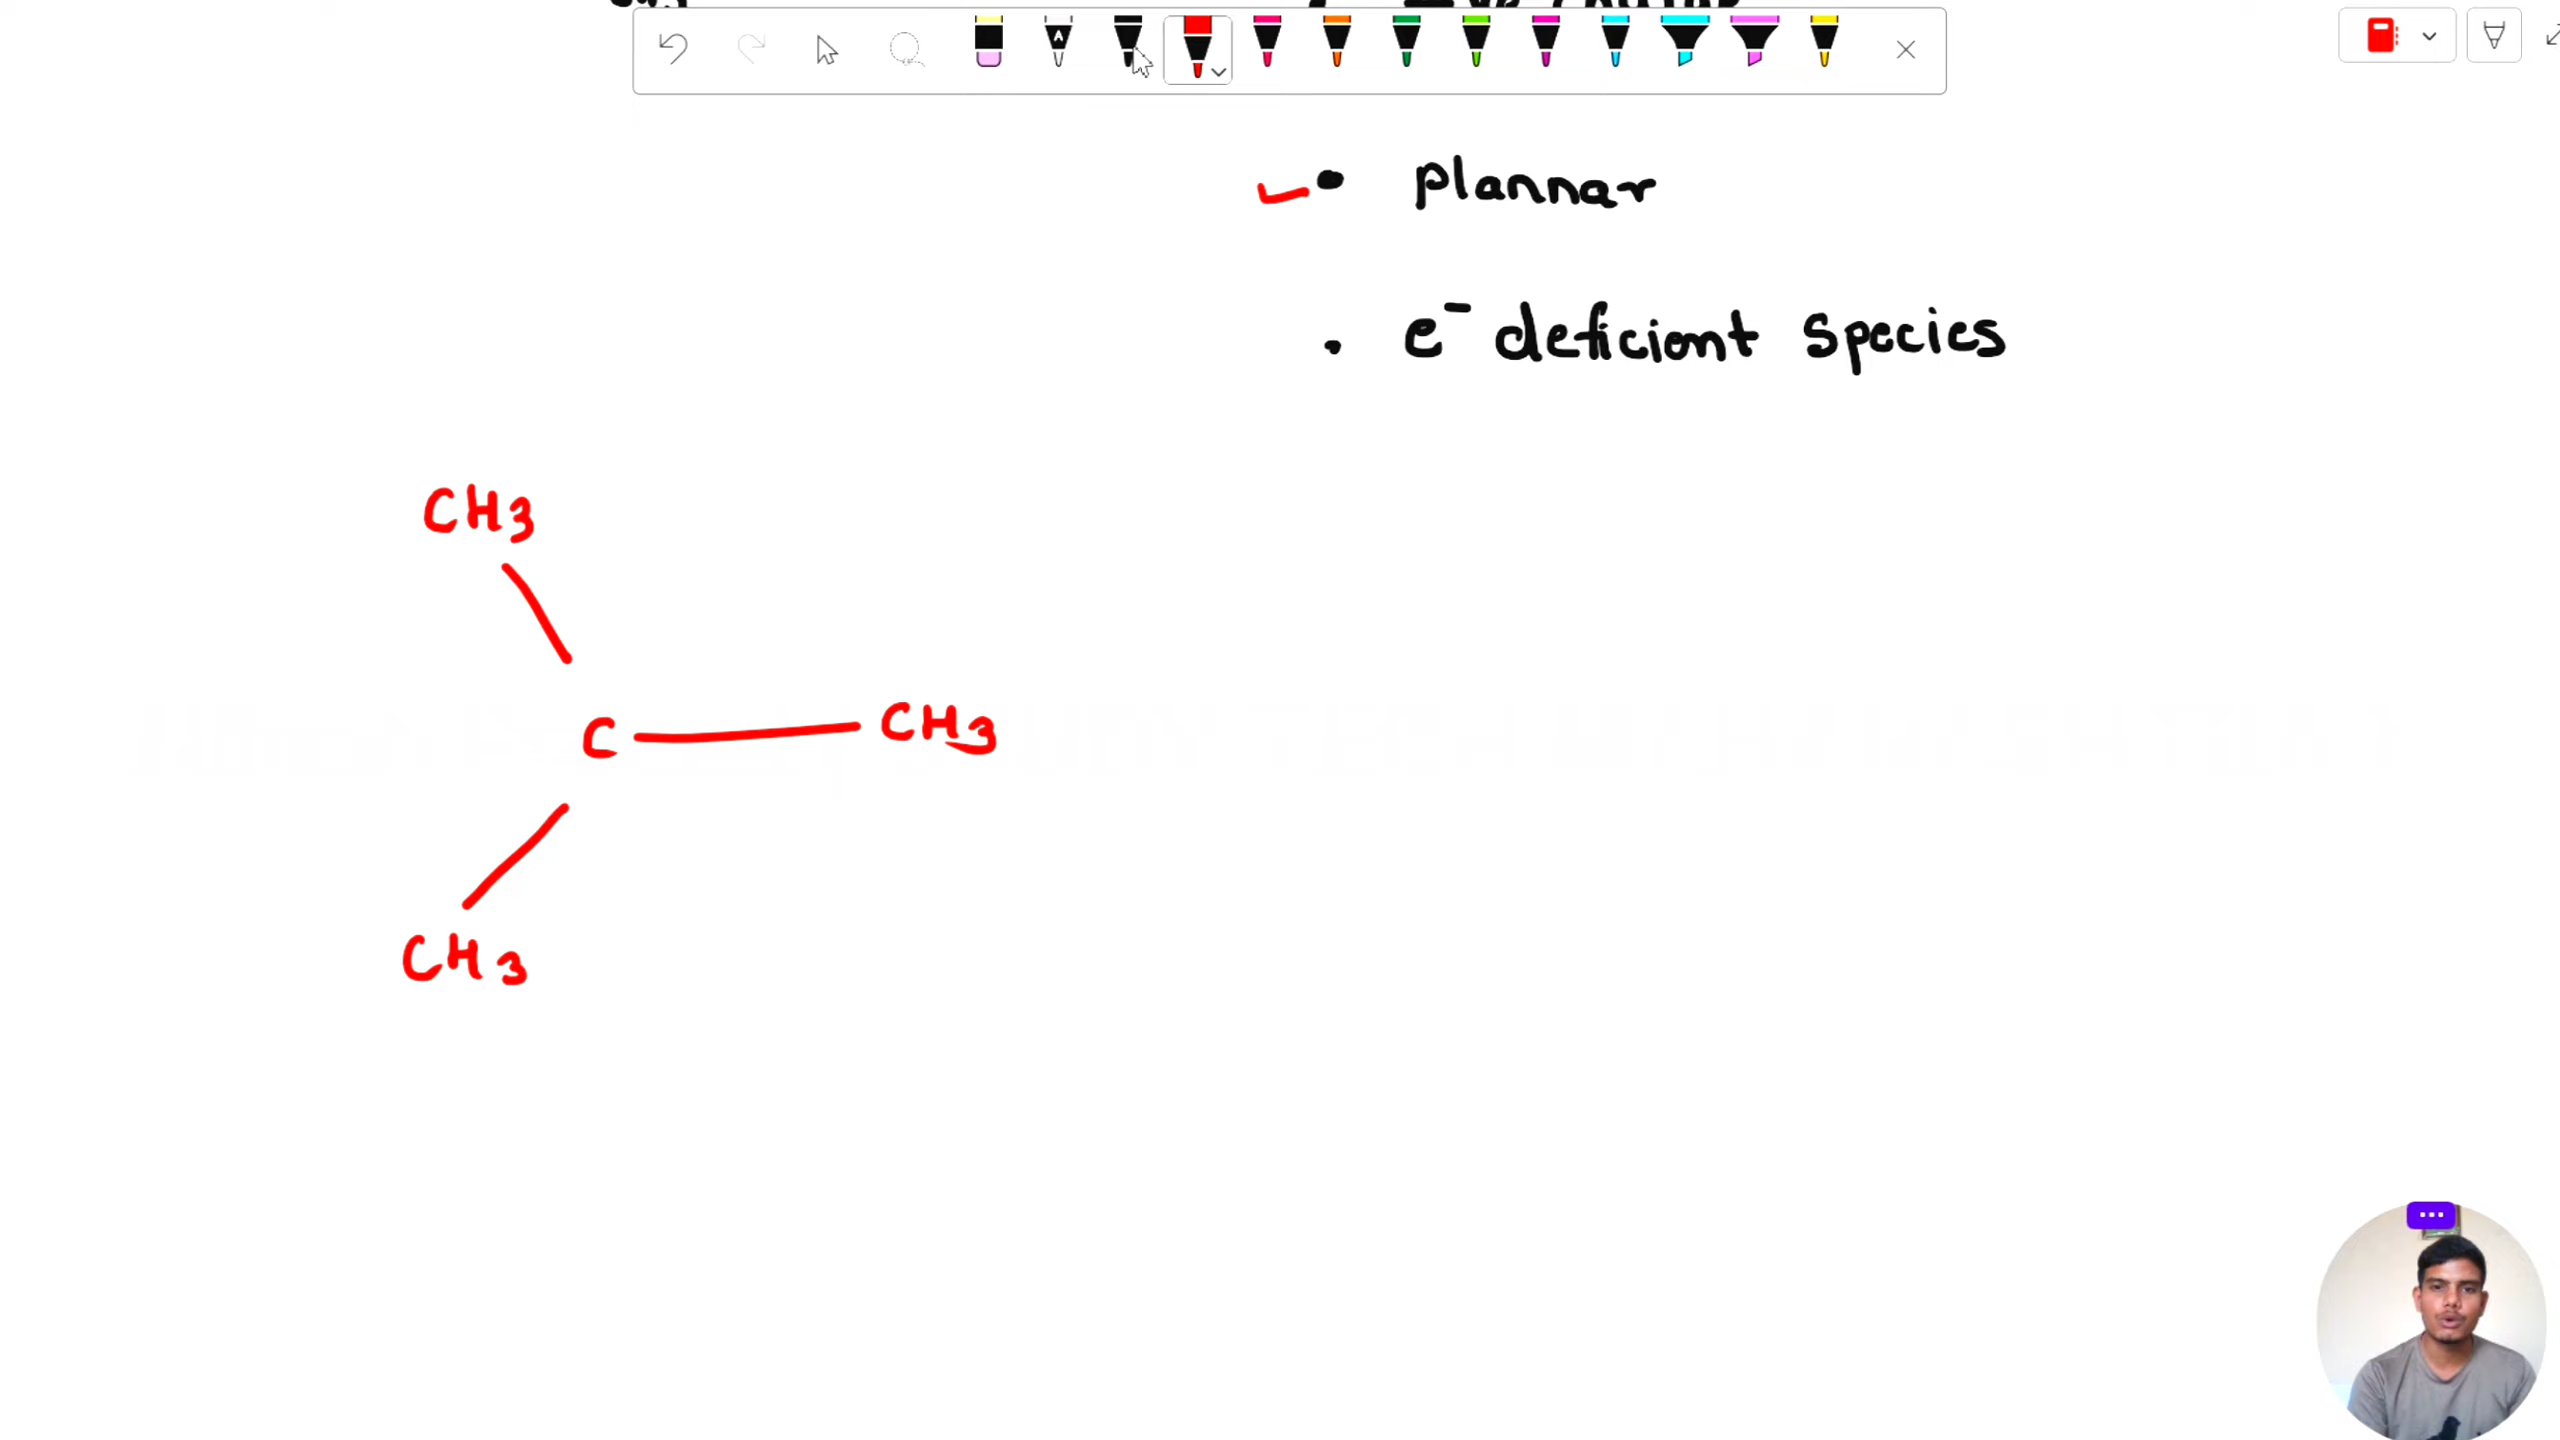 plannar
e⁻ deficient species
CH3
C — CH3
CH3